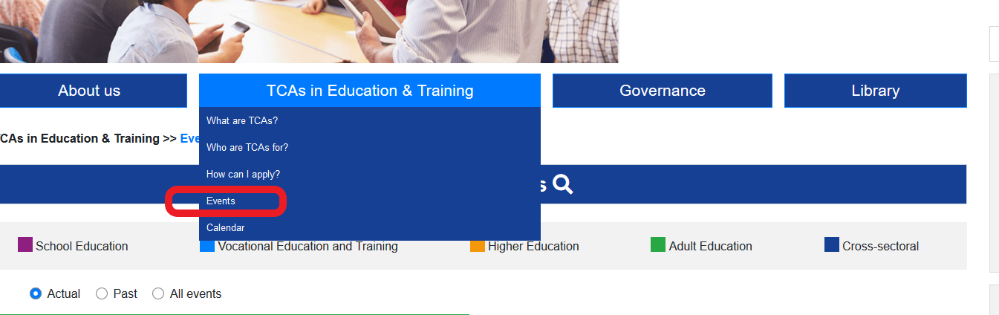 About us
TCAs in Education & Training
Governance
Library
What are TCAs?
CAs in Education & Training >> Eve
Who are TCAs for?
How can I apply?
s
Events
Calendar
School Education
Vocational Education and Training
Higher Education
Adult Education
Cross-sectoral
Actual
Past
All events